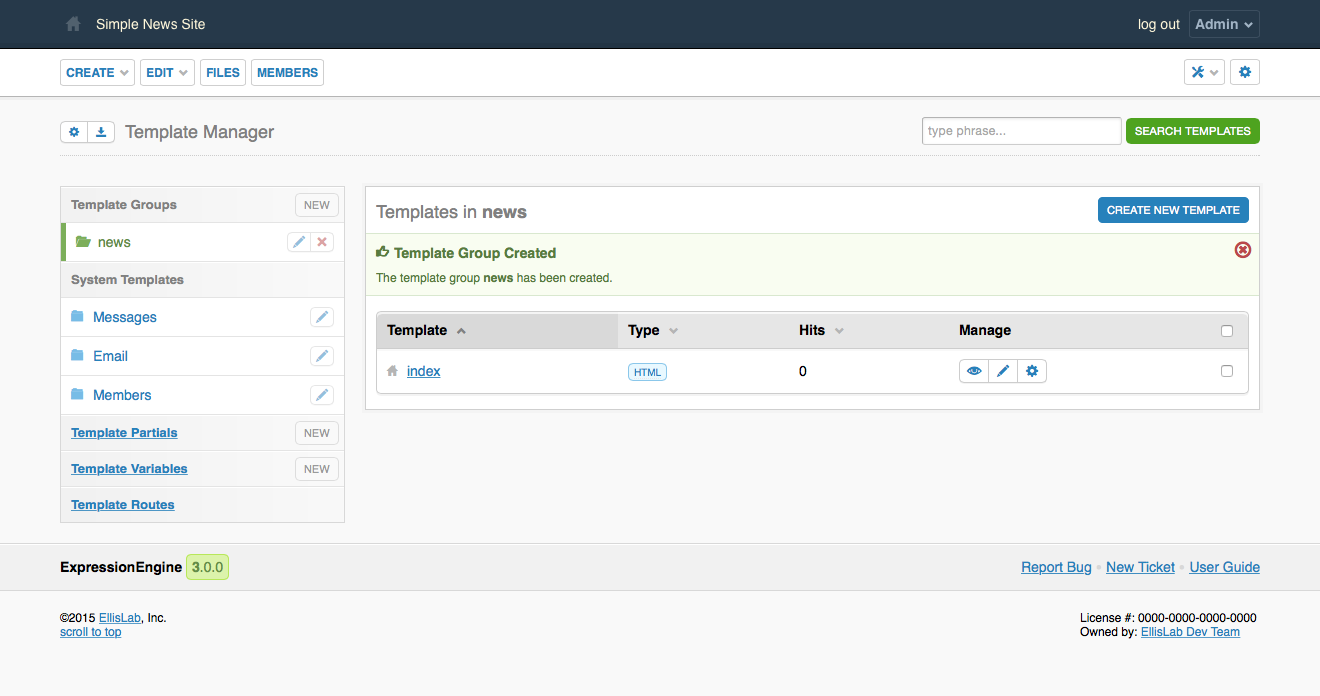 Simple News Site
log out Admin
CREATE EDIT FILES MEMBERS
Template Manager
type phrase...
SEARCH TEMPLATES
Template Groups NEW
news
System Templates
Messages
Email
Members
Template Partials NEW
Template Variables NEW
Template Routes
Templates in news
CREATE NEW TEMPLATE
Template Group Created
The template group news has been created.
Template Type Hits Manage
index HTML 0
ExpressionEngine 3.0.0
Report Bug • New Ticket • User Guide
©2015 EllisLab, Inc.
scroll to top
License #: 0000-0000-0000-0000
Owned by: EllisLab Dev Team